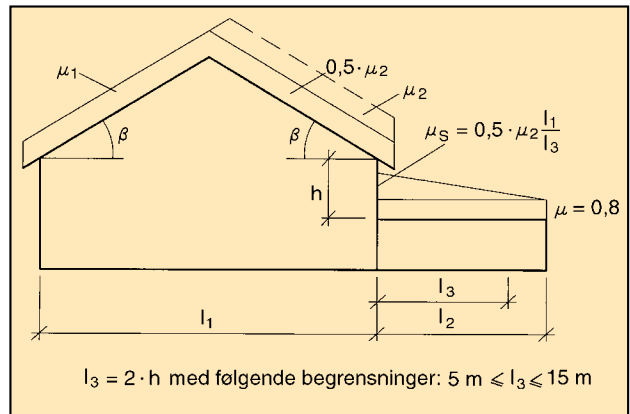 μ₁
0,5·μ₂
μ₂
β
β
μ_S = 0,5·μ₂ l₁/l₃
h
μ = 0,8
l₃
l₁
l₂
l₃ = 2·h med følgende begrensninger: 5 m ≤ l₃ ≤ 15 m